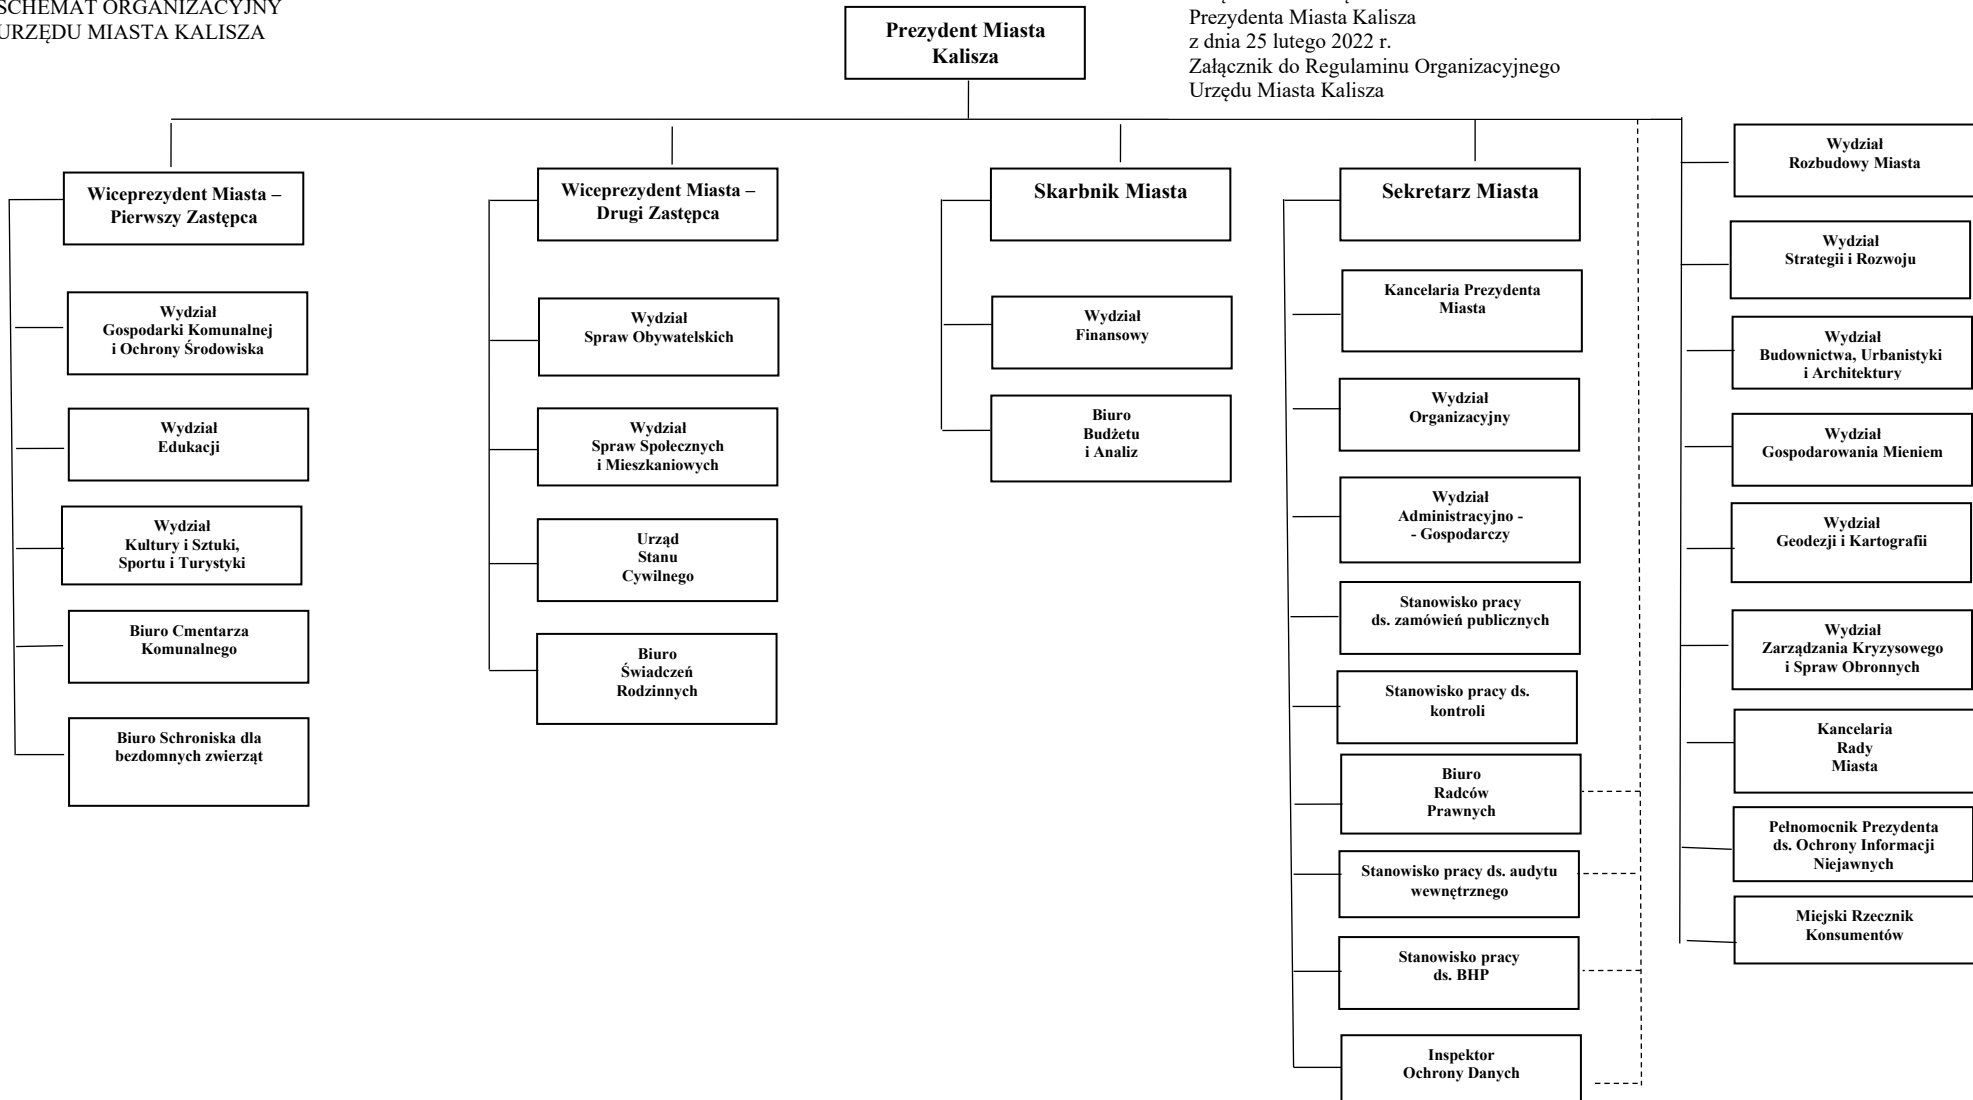 SCHEMAT ORGANIZACYJNY
URZĘDU MIASTA KALISZA
Prezydent Miasta
Kalisza
Prezydenta Miasta Kalisza
z dnia 25 lutego 2022 r.
Załącznik do Regulaminu Organizacyjnego
Urzędu Miasta Kalisza
Wiceprezydent Miasta –
Pierwszy Zastępca
Wydział
Gospodarki Komunalnej
i Ochrony Środowiska
Wydział
Edukacji
Wydział
Kultury i Sztuki,
Sportu i Turystyki
Biuro Cmentarza
Komunalnego
Biuro Schroniska dla
bezdomnych zwierząt
Wiceprezydent Miasta –
Drugi Zastępca
Wydział
Spraw Obywatelskich
Wydział
Spraw Społecznych
i Mieszkaniowych
Urząd
Stanu
Cywilnego
Biuro
Świadczeń
Rodzinnych
Skarbnik Miasta
Wydział
Finansowy
Biuro
Budżetu
i Analiz
Sekretarz Miasta
Kancelaria Prezydenta
Miasta
Wydział
Organizacyjny
Wydział
Administracyjno -
- Gospodarczy
Stanowisko pracy
ds. zamówień publicznych
Stanowisko pracy ds.
kontroli
Biuro
Radców
Prawnych
Stanowisko pracy ds. audytu
wewnętrznego
Stanowisko pracy
ds. BHP
Inspektor
Ochrony Danych
Wydział
Rozbudowy Miasta
Wydział
Strategii i Rozwoju
Wydział
Budownictwa, Urbanistyki
i Architektury
Wydział
Gospodarowania Mieniem
Wydział
Geodezji i Kartografii
Wydział
Zarządzania Kryzysowego
i Spraw Obronnych
Kancelaria
Rady
Miasta
Pełnomocnik Prezydenta
ds. Ochrony Informacji
Niejawnych
Miejski Rzecznik
Konsumentów